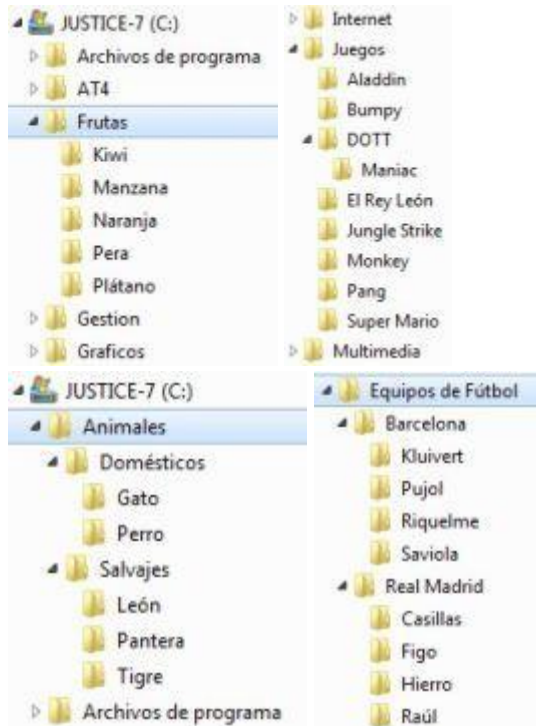 JUSTICE-7 (C:)
Archivos de programa
AT4
Frutas
Kiwi
Manzana
Naranja
Pera
Plátano
Gestion
Graficos
Internet
Juegos
Aladdin
Bumpy
DOTT
Maniac
El Rey León
Jungle Strike
Monkey
Pang
Super Mario
Multimedia
JUSTICE-7 (C:)
Animales
Domésticos
Gato
Perro
Salvajes
León
Pantera
Tigre
Archivos de programa
Equipos de Fútbol
Barcelona
Kluivert
Pujol
Riquelme
Saviola
Real Madrid
Casillas
Figo
Hierro
Raúl